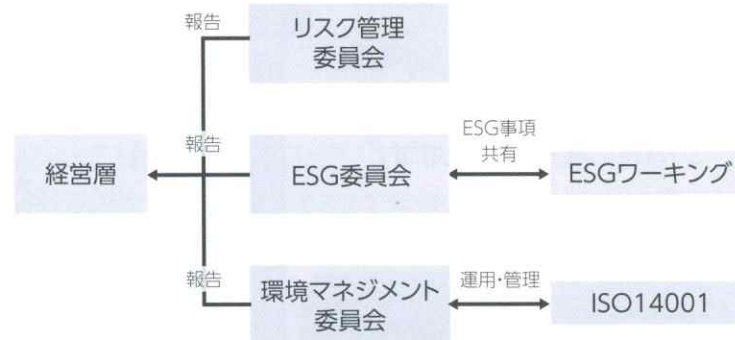 報告
リスク管理
委員会
経営層
報告
ESG委員会
ESG事項
共有
ESGワーキング
報告
環境マネジメント
委員会
運用・管理
ISO14001